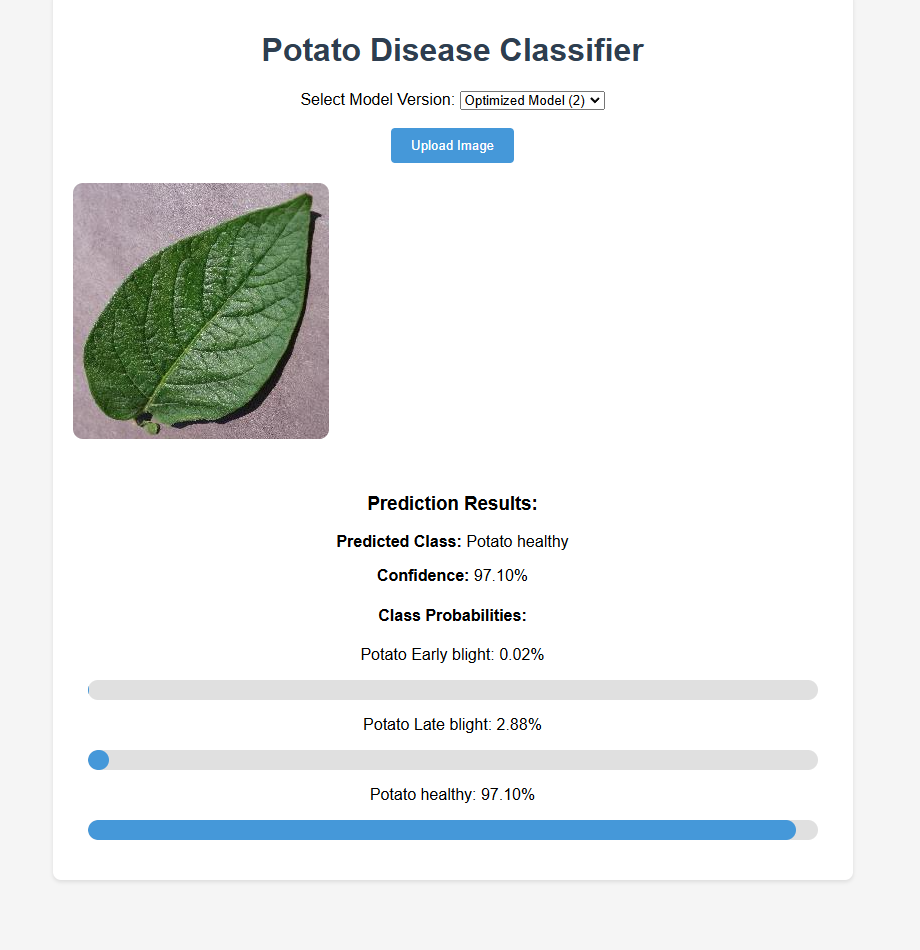 Potato Disease Classifier
Select Model Version: Optimized Model (2)
Upload Image
Prediction Results:
Predicted Class: Potato healthy
Confidence: 97.10%
Class Probabilities:
Potato Early blight: 0.02%
Potato Late blight: 2.88%
Potato healthy: 97.10%